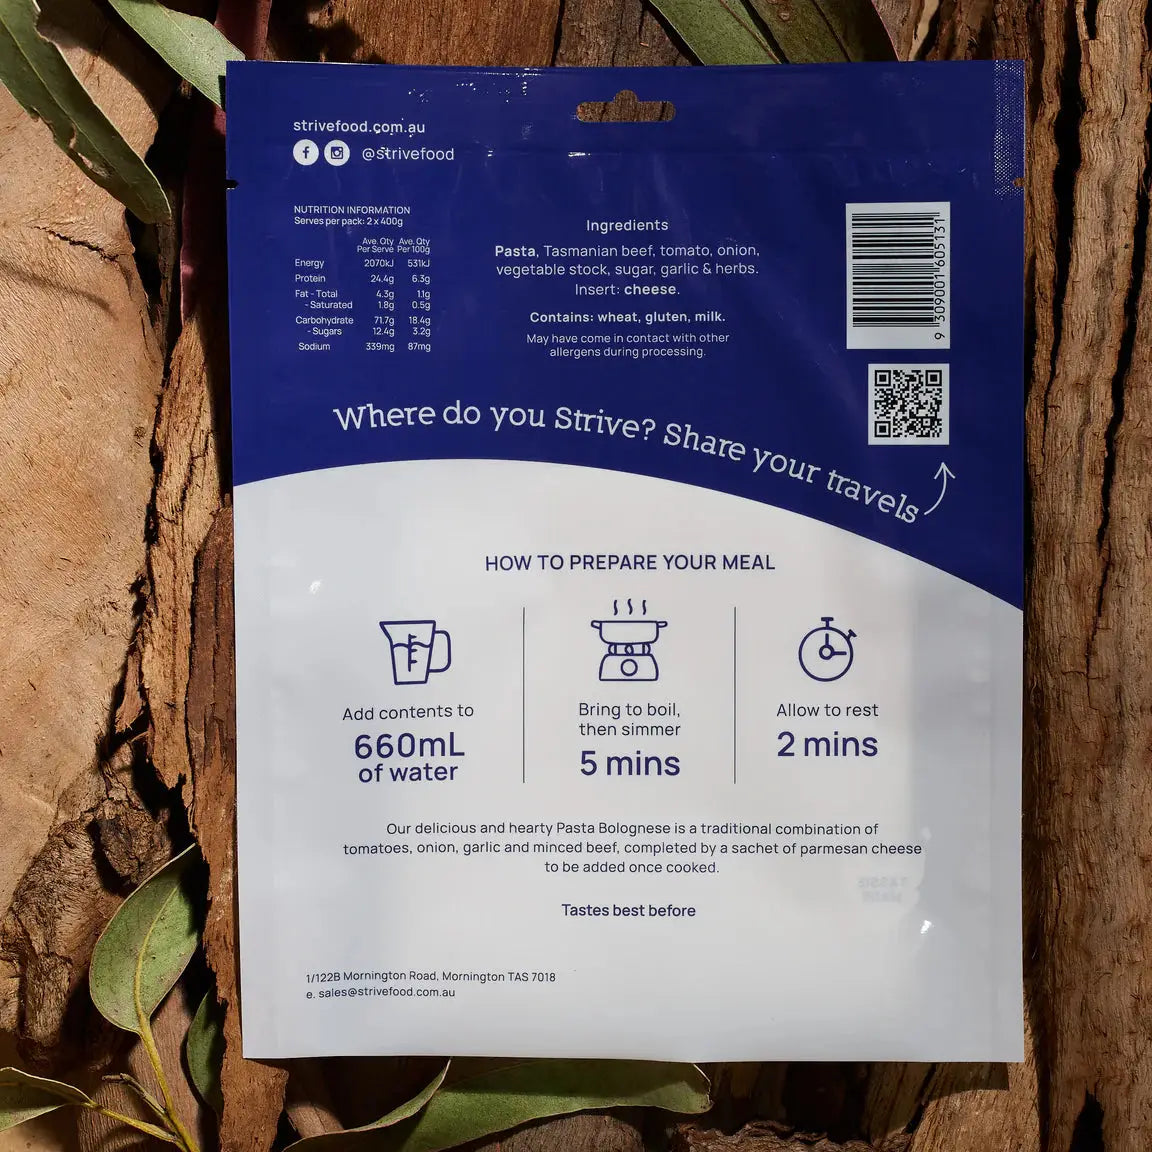 strivefood.com.au
@strivefood
NUTRITION INFORMATION
Serves per pack: 2 x 400g
Ave. Qty Ave. Qty
Per Serve Per 100g
Energy 2070kJ 531kJ
Protein 24.4g 6.3g
Fat - Total 4.3g 1.1g
- Saturated 1.8g 0.5g
Carbohydrate 71.7g 18.4g
- Sugars 12.4g 3.2g
Sodium 339mg 87mg
Ingredients
Pasta, Tasmanian beef, tomato, onion,
vegetable stock, sugar, garlic & herbs.
Insert: cheese.
Contains: wheat, gluten, milk.
May have come in contact with other
allergens during processing.
9 309001 605131
Where do you Strive? Share your travels
HOW TO PREPARE YOUR MEAL
Add contents to
660mL
of water
Bring to boil,
then simmer
5 mins
Allow to rest
2 mins
Our delicious and hearty Pasta Bolognese is a traditional combination of
tomatoes, onion, garlic and minced beef, completed by a sachet of parmesan cheese
to be added once cooked.
Tastes best before
1/122B Mornington Road, Mornington TAS 7018
e. sales@strivefood.com.au